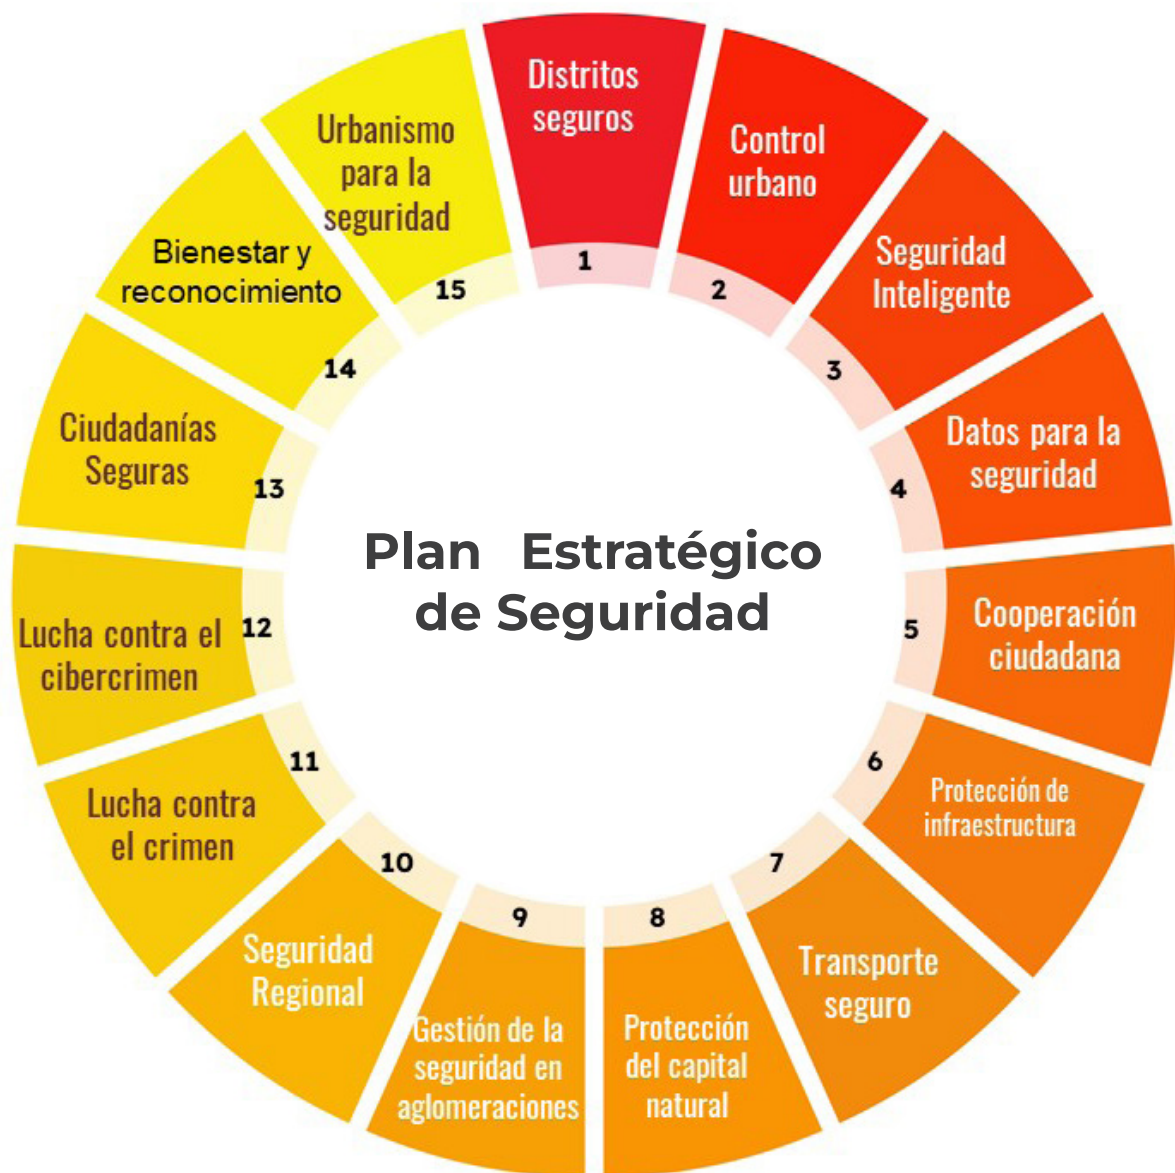 Plan Estratégico
de Seguridad
Distritos
seguros
1
Control
urbano
2
Seguridad
Inteligente
3
Datos para la
seguridad
4
Cooperación
ciudadana
5
Protección de
infraestructura
6
Transporte
seguro
7
Protección
del capital
natural
8
Gestión de la
seguridad en
aglomeraciones
9
Seguridad
Regional
10
Lucha contra
el crimen
11
Lucha contra el
cibercrimen
12
Ciudadanías
Seguras
13
Bienestar y
reconocimiento
14
Urbanismo
para la
seguridad
15